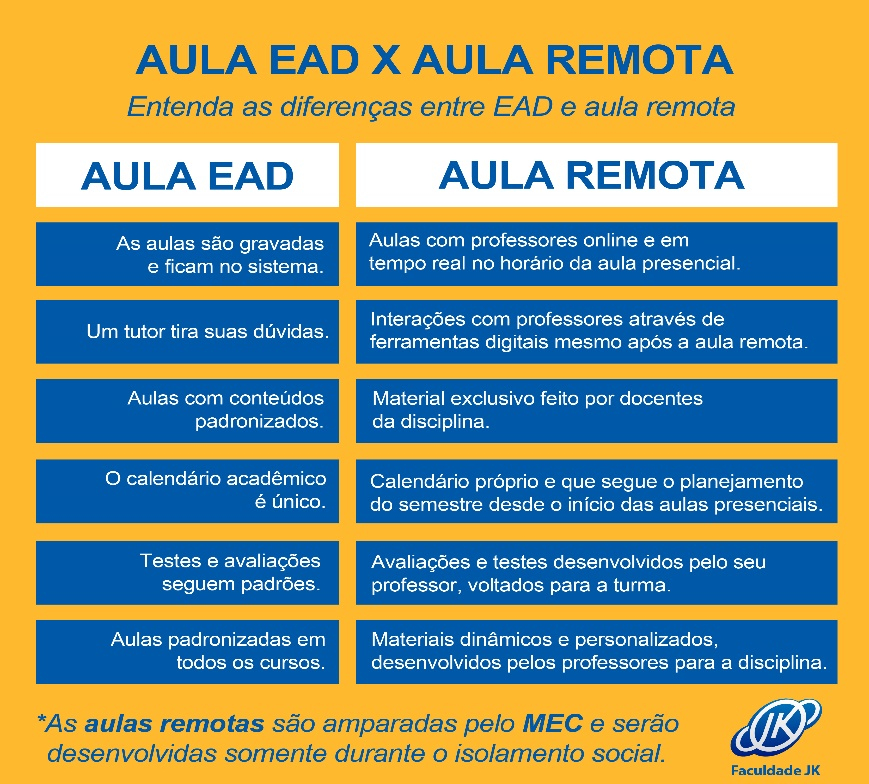 AULA EAD X AULA REMOTA
Entenda as diferenças entre EAD e aula remota
AULA EAD
AULA REMOTA
As aulas são gravadas
e ficam no sistema.
Aulas com professores online e em
tempo real no horário da aula presencial.
Um tutor tira suas dúvidas.
Interações com professores através de
ferramentas digitais mesmo após a aula remota.
Aulas com conteúdos
padronizados.
Material exclusivo feito por docentes
da disciplina.
O calendário acadêmico
é único.
Calendário próprio e que segue o planejamento
do semestre desde o início das aulas presenciais.
Testes e avaliações
seguem padrões.
Avaliações e testes desenvolvidos pelo seu
professor, voltados para a turma.
Aulas padronizadas em
todos os cursos.
Materiais dinâmicos e personalizados,
desenvolvidos pelos professores para a disciplina.
*As aulas remotas são amparadas pelo MEC e serão
desenvolvidas somente durante o isolamento social.
JK
Faculdade JK